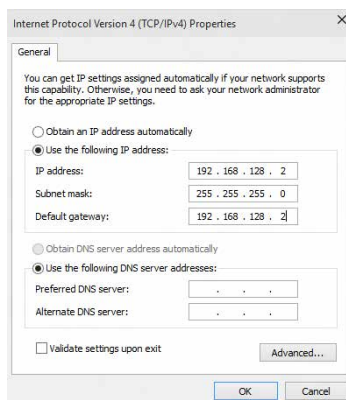 Internet Protocol Version 4 (TCP/IPv4) Properties
General
You can get IP settings assigned automatically if your network supports
this capability. Otherwise, you need to ask your network administrator
for the appropriate IP settings.
Obtain an IP address automatically
Use the following IP address:
IP address: 192 . 168 . 128 . 2
Subnet mask: 255 . 255 . 255 . 0
Default gateway: 192 . 168 . 128 . 2
Obtain DNS server address automatically
Use the following DNS server addresses:
Preferred DNS server: . . .
Alternate DNS server: . . .
Validate settings upon exit
Advanced...
OK Cancel